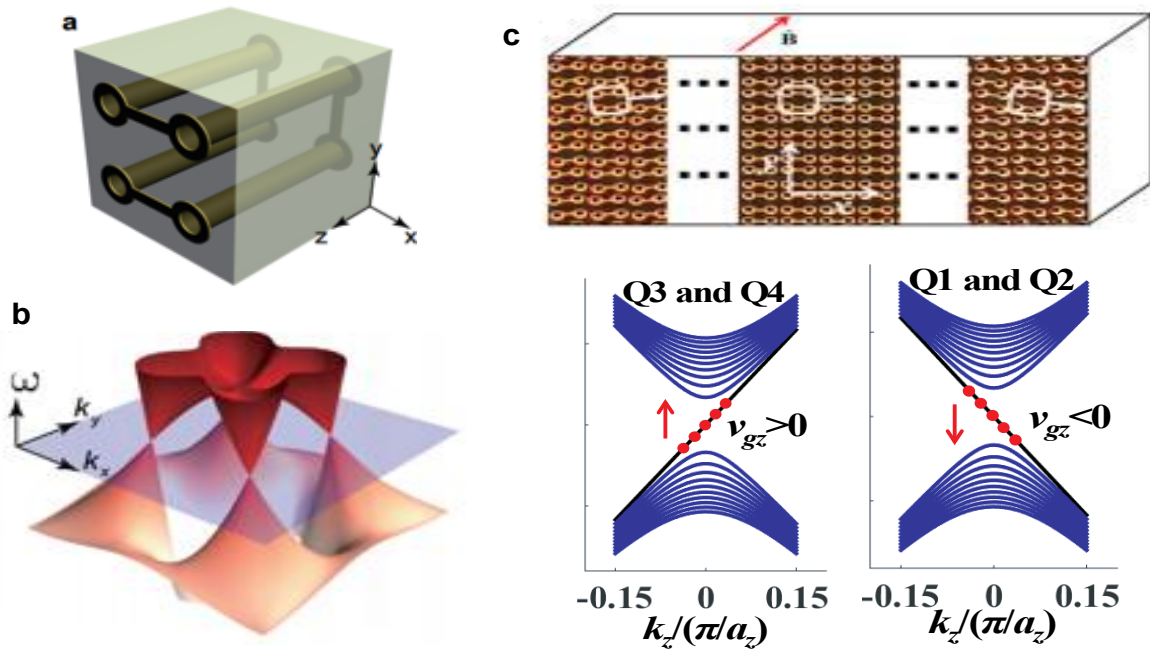 a
y
z
x
c
B
y
x
b
ω
k_y
k_x
Q3 and Q4
v_gz>0
-0.15 0 0.15
k_z/(π/a_z)
Q1 and Q2
v_gz<0
-0.15 0 0.15
k_z/(π/a_z)